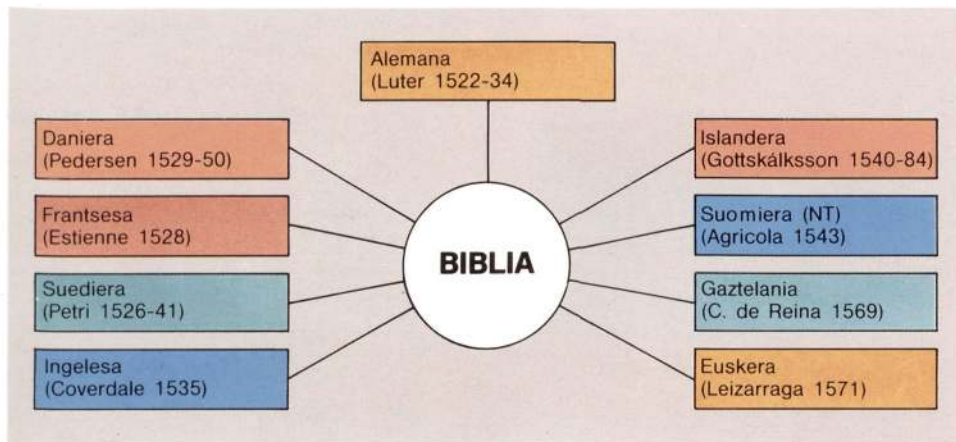 Alemana
(Luter 1522-34)
Daniera
(Pedersen 1529-50)
Frantsesa
(Estienne 1528)
Suediera
(Petri 1526-41)
Ingelesa
(Coverdale 1535)
BIBLIA
Islandera
(Gottskálksson 1540-84)
Suomiera (NT)
(Agricola 1543)
Gaztelania
(C. de Reina 1569)
Euskera
(Leizarraga 1571)